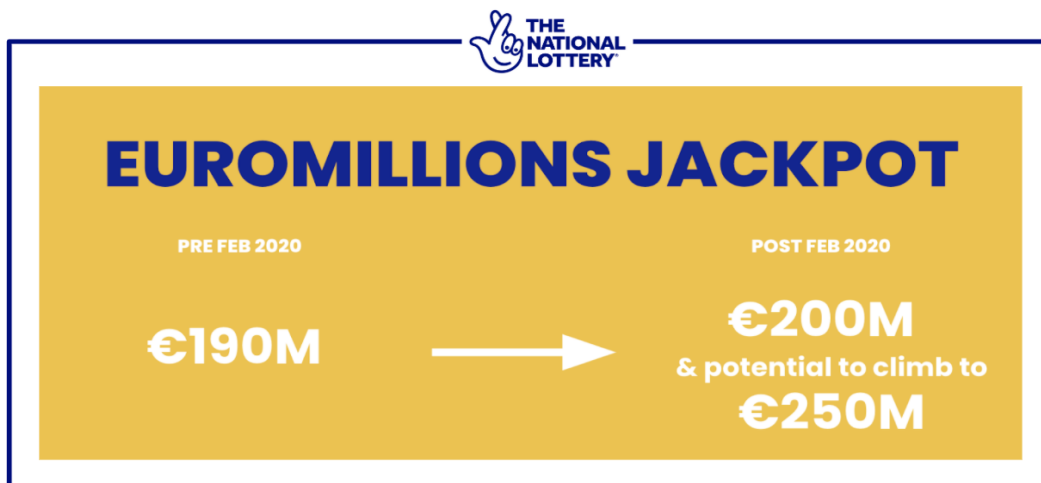 THE
NATIONAL
LOTTERY®
EUROMILLIONS JACKPOT
PRE FEB 2020
€190M
POST FEB 2020
€200M
& potential to climb to
€250M